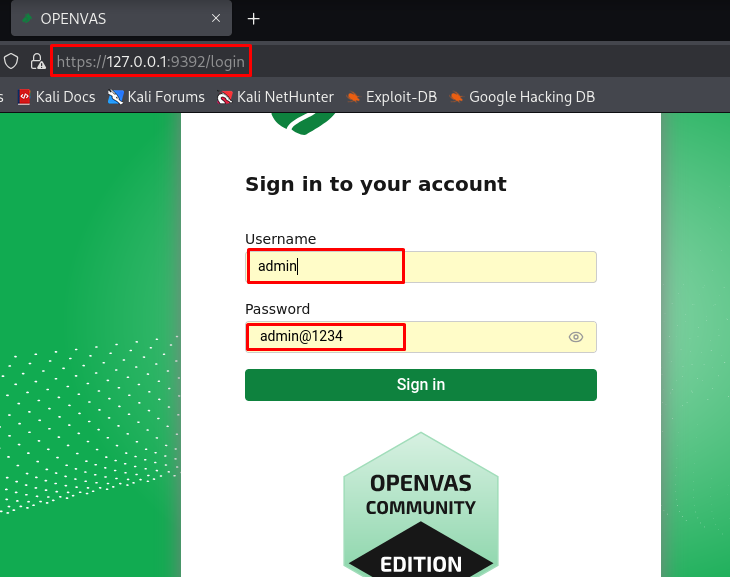 OPENVAS
https://127.0.0.1:9392/login
s Kali Docs Kali Forums Kali NetHunter Exploit-DB Google Hacking DB
Sign in to your account
Username
admin
Password
admin@1234
Sign in
OPENVAS
COMMUNITY
EDITION